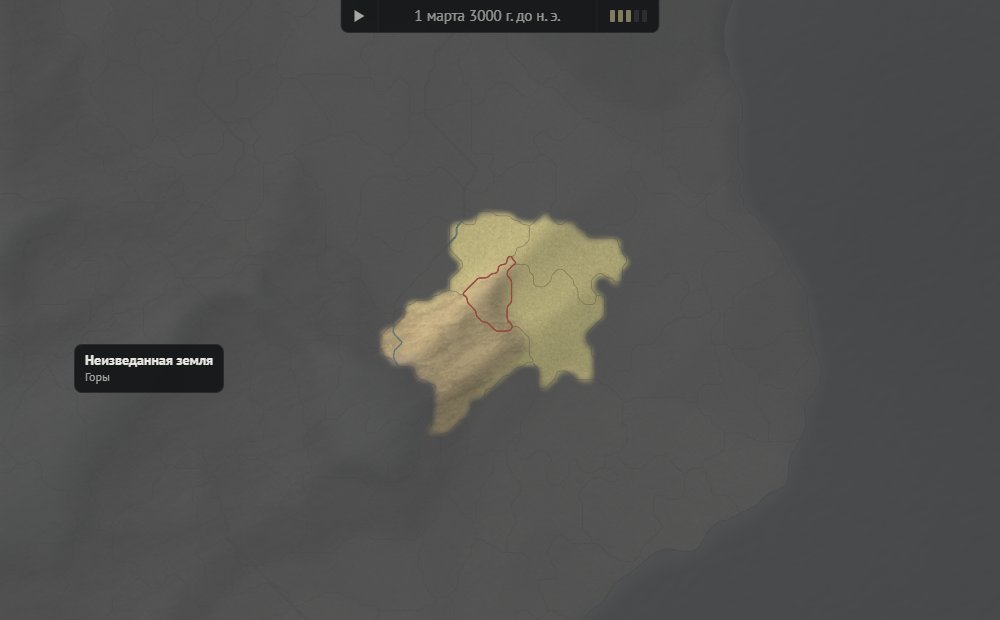 1 марта 3000 г. до н. э.
Неизведанная земля
Горы